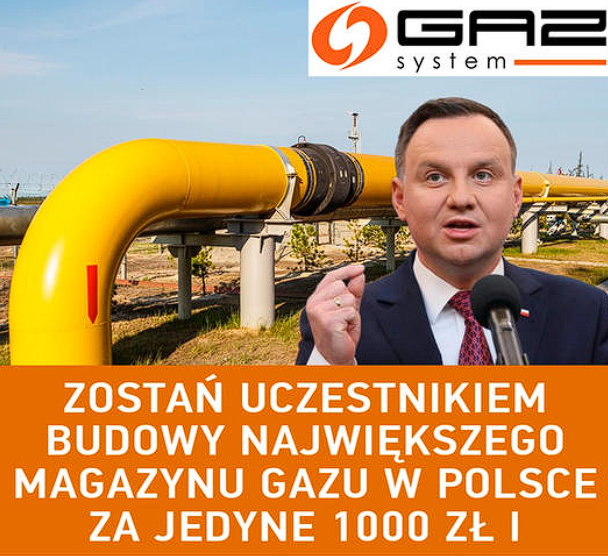 GAZ
system
ZOSTAŃ UCZESTNIKIEM
BUDOWY NAJWIĘKSZEGO
MAGAZYNU GAZU W POLSCE
ZA JEDYNE 1000 ZŁ I